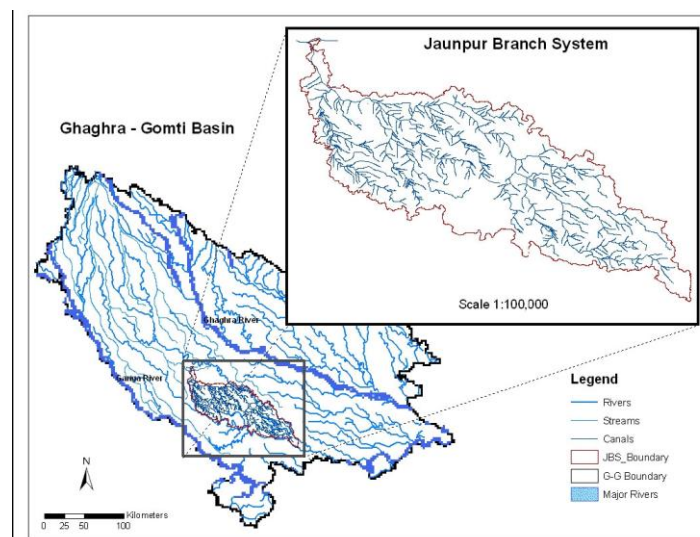 Jaunpur Branch System
Ghaghra - Gomti Basin
Scale 1:100,000
Ghaghra River
Ganga River
Legend
Rivers
Streams
Canals
JBS_Boundary
G-G Boundary
Major Rivers
N
Kilometers
0 25 50 100